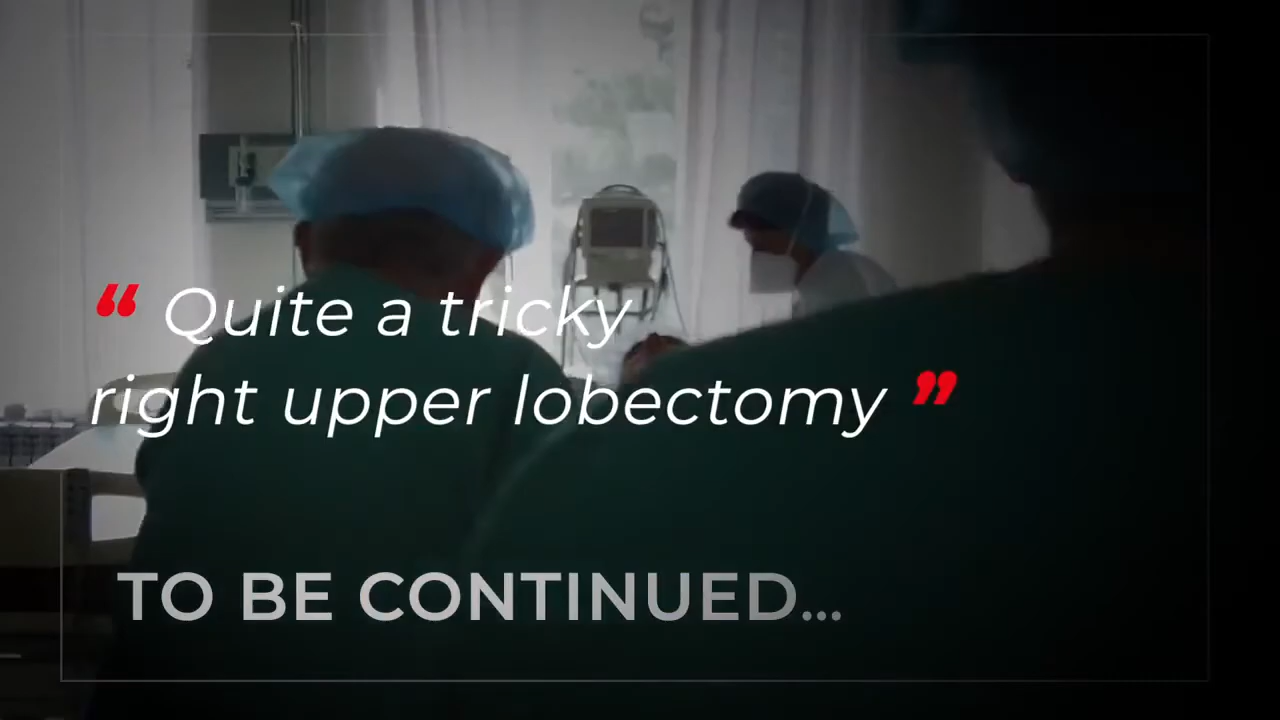 “ Quite a tricky
right upper lobectomy ”
TO BE CONTINUED...